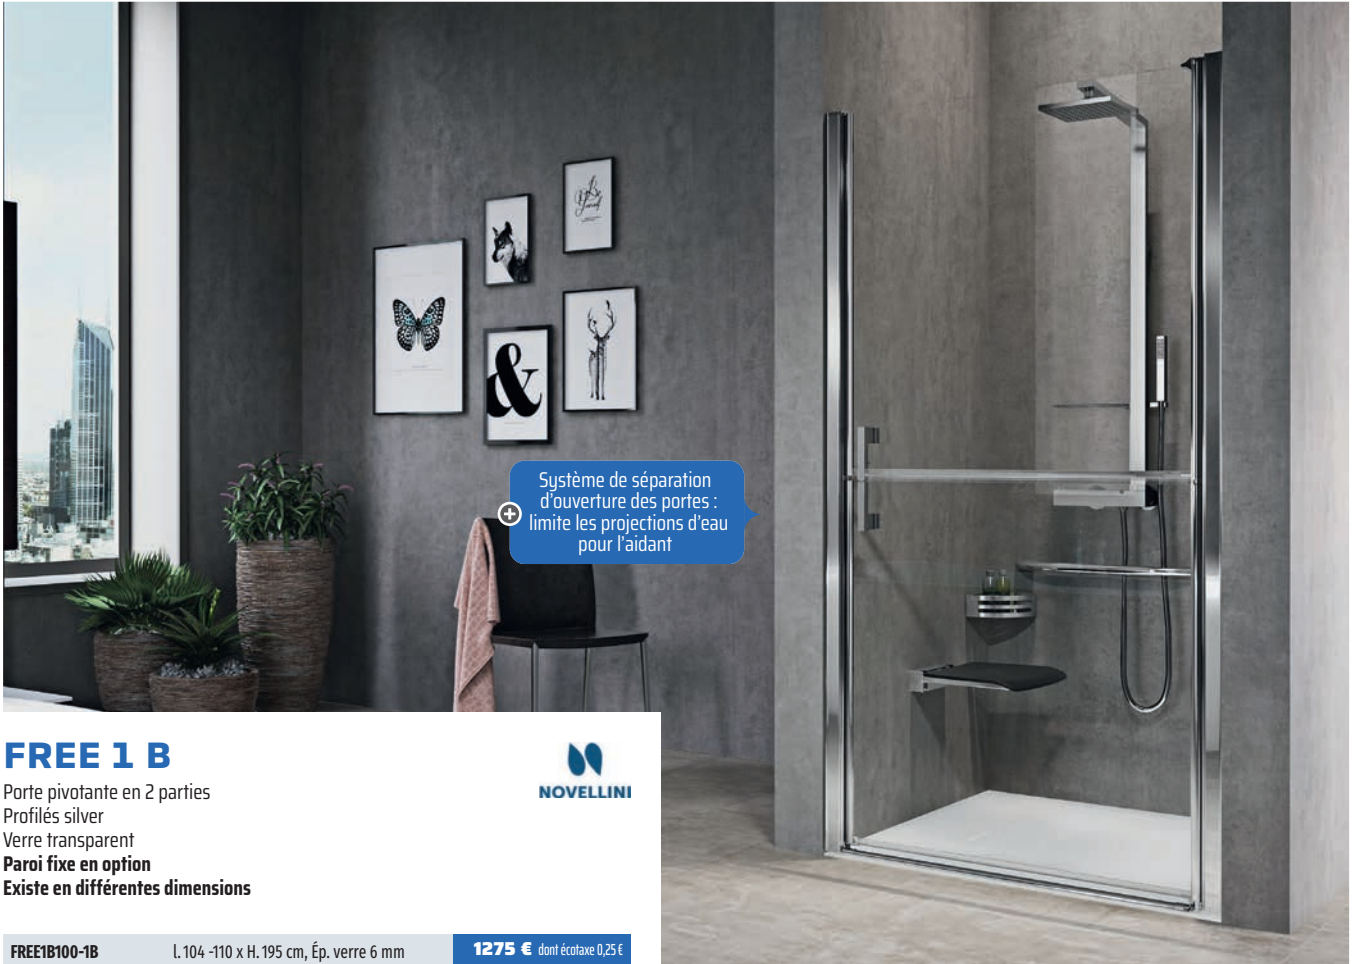 &
Système de séparation
d'ouverture des portes :
limite les projections d'eau
pour l'aidant
FREE 1 B
NOVELLINI
Porte pivotante en 2 parties
Profilés silver
Verre transparent
Paroi fixe en option
Existe en différentes dimensions
FREE1B100-1B l. 104 -110 x H. 195 cm, Ép. verre 6 mm 1275 € dont écotaxe 0,25 €